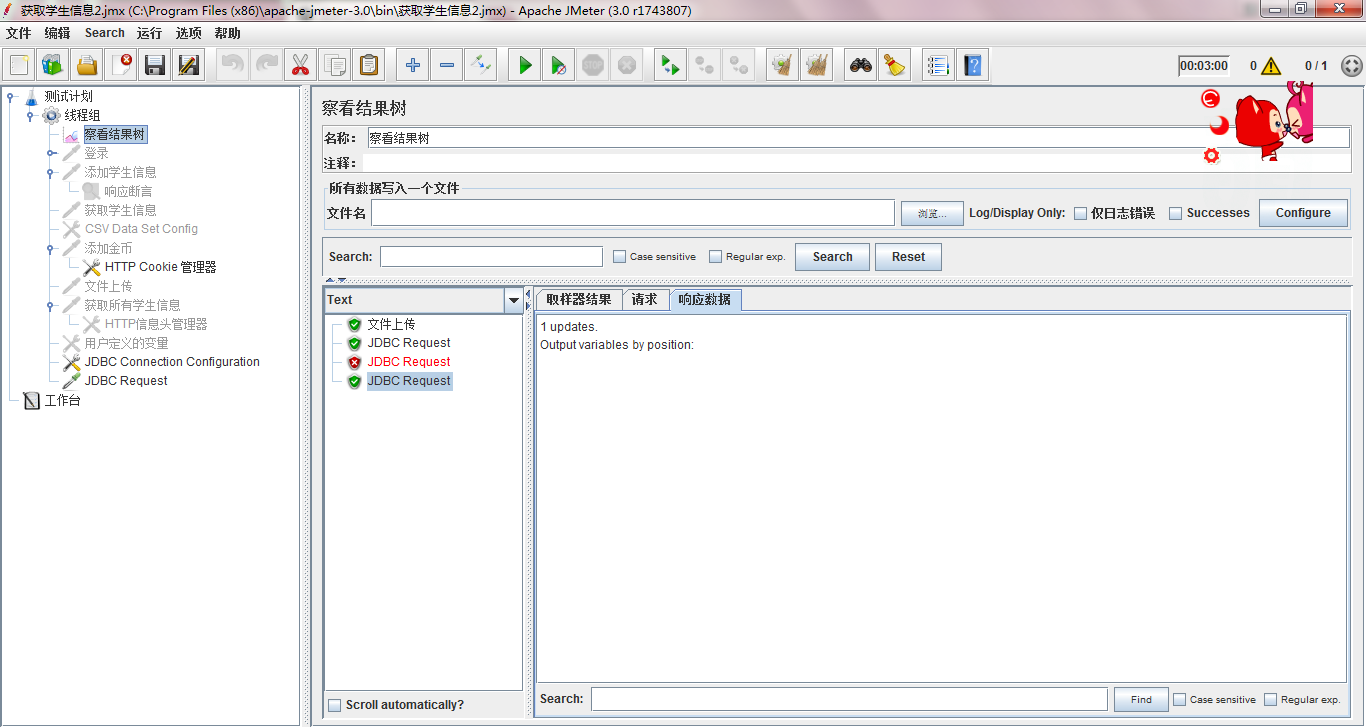 获取学生信息2.jmx (C:\Program Files (x86)\apache-jmeter-3.0\bin\获取学生信息2.jmx) - Apache JMeter (3.0 r1743807)
文件 编辑 Search 运行 选项 帮助
STOP 00:03:00 0 0 / 1
测试计划
线程组
察看结果树
登录
添加学生信息
响应断言
获取学生信息
CSV Data Set Config
添加金币
HTTP Cookie 管理器
文件上传
获取所有学生信息
HTTP信息头管理器
用户定义的变量
JDBC Connection Configuration
JDBC Request
工作台
察看结果树
名称： 察看结果树
注释：
所有数据写入一个文件
文件名 浏览... Log/Display Only: 仅日志错误 Successes Configure
Search: Case sensitive Regular exp. Search Reset
Text
文件上传
JDBC Request
JDBC Request
JDBC Request
Scroll automatically?
取样器结果 请求 响应数据
1 updates.
Output variables by position:
Search: Find Case sensitive Regular exp.